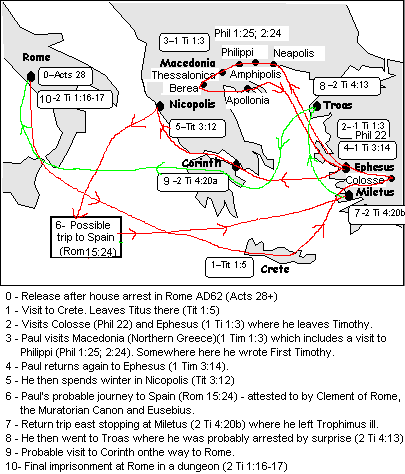 Rome
0–Acts 28
10 -2 Ti 1:16-17
3–1 Ti 1:3
Phil 1:25; 2:24
Philippi
Neapolis
Macedonia
Thessalonica
Amphipolis
Berea
Apollonia
8 –2 Ti 4:13
Troas
Nicopolis
5–Tit 3:12
2 –1 Ti 1:3
Phil 22
4–1 Ti 3:14
Corinth
9 –2 Ti 4:20a
Ephesus
Colosse
Miletus
7 -2 Ti 4:20b
6- Possible
trip to Spain
(Rom 15:24)
1–Tit 1:5
Crete
0 - Release after house arrest in Rome AD62 (Acts 28+)
1 - Visit to Crete. Leaves Titus there (Tit 1:5)
2 - Visits Colosse (Phil 22) and Ephesus (1 Ti 1:3) where he leaves Timothy.
3 - Paul visits Macedonia (Northern Greece)(1 Tim 1:3) which includes a visit to
Philippi (Phil 1:25; 2:24). Somewhere here he wrote First Timothy.
4 - Paul returns again to Ephesus (1 Tim 3:14).
5 - He then spends winter in Nicopolis (Tit 3:12)
6 - Paul's probable journey to Spain (Rom 15:24) - attested to by Clement of Rome,
the Muratorian Canon and Eusebius.
7 - Return trip east stopping at Miletus (2 Ti 4:20b) where he left Trophimus ill.
8 - He then went to Troas where he was probably arrested by surprise (2 Ti 4:13)
9 - Probable visit to Corinth onthe way to Rome.
10- Final imprisonment at Rome in a dungeon (2 Ti 1:16-17)